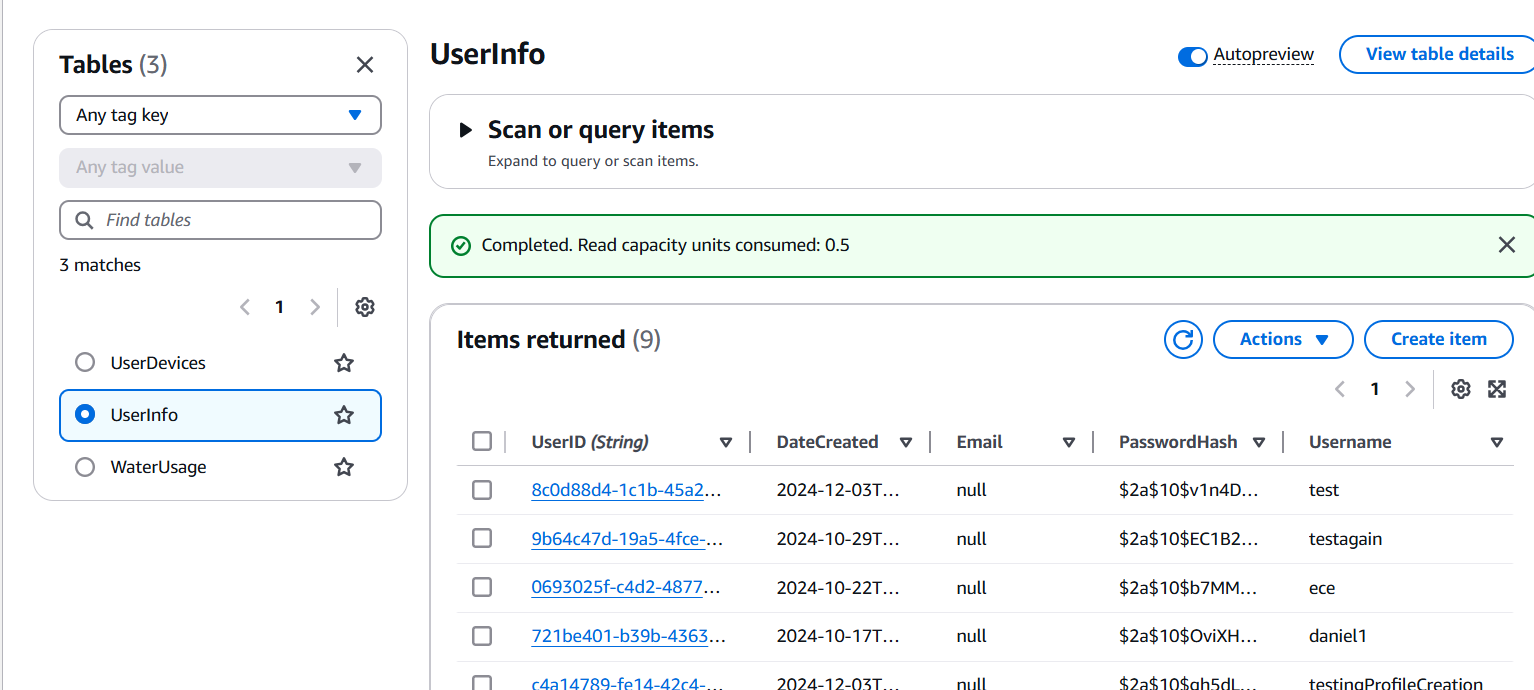 Tables (3)
Any tag key
Any tag value
Find tables
3 matches
1
UserDevices
UserInfo
WaterUsage
UserInfo
Autopreview
View table details
Scan or query items
Expand to query or scan items.
Completed. Read capacity units consumed: 0.5
Items returned (9)
Actions
Create item
1
UserID (String) DateCreated Email PasswordHash Username
8c0d88d4-1c1b-45a2... 2024-12-03T... null $2a$10$v1n4D... test
9b64c47d-19a5-4fce-... 2024-10-29T... null $2a$10$EC1B2... testagain
0693025f-c4d2-4877... 2024-10-22T... null $2a$10$b7MM... ece
721be401-b39b-4363... 2024-10-17T... null $2a$10$OviXH... daniel1
c4a14789-fe14-42c4-... 2024-12-03T... null $2a$10$gh5dL... testingProfileCreation